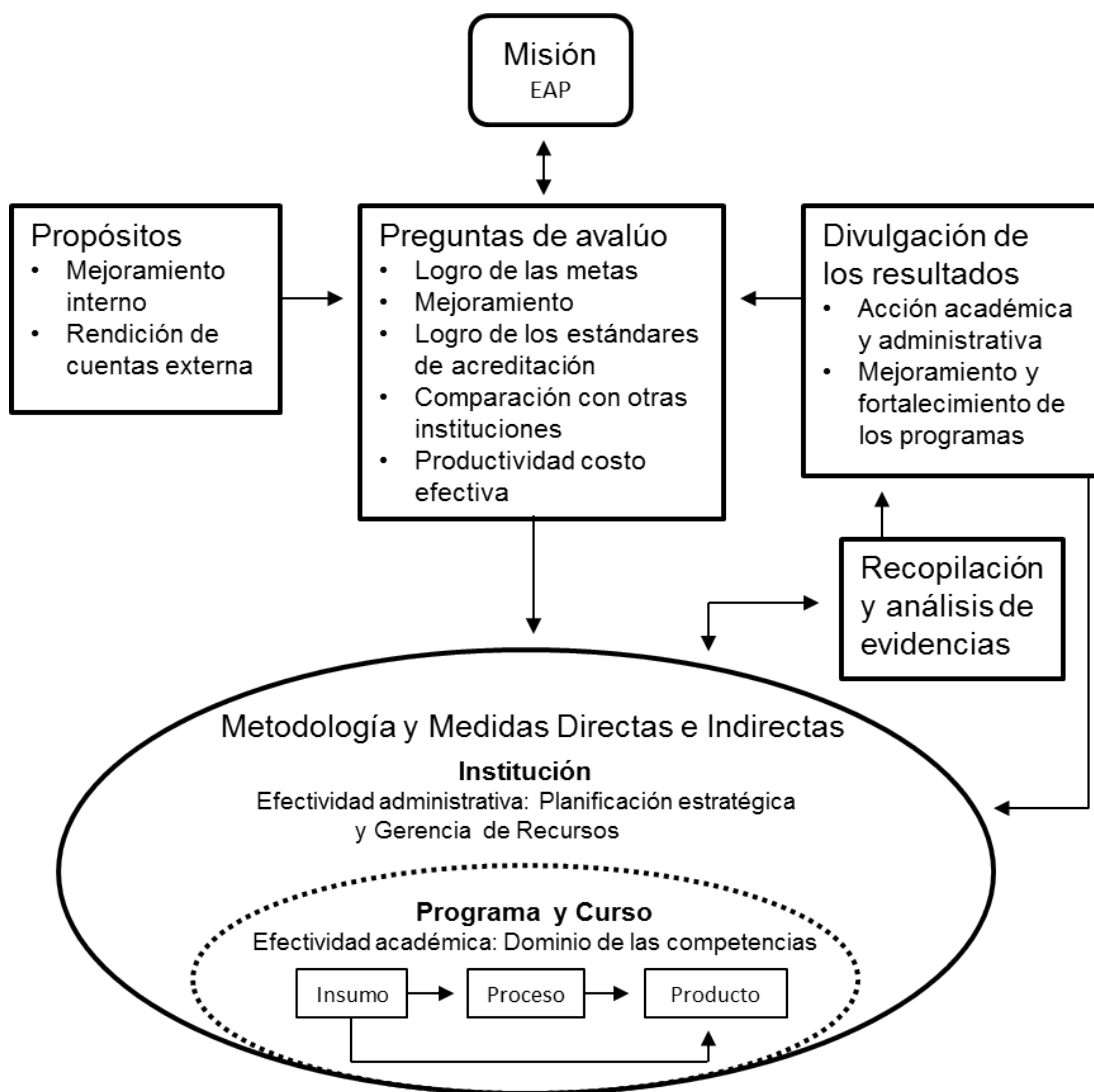 Misión
EAP
Propósitos
• Mejoramiento
interno
• Rendición de
cuentas externa
Preguntas de avalúo
• Logro de las metas
• Mejoramiento
• Logro de los estándares
de acreditación
• Comparación con otras
instituciones
• Productividad costo
efectiva
Divulgación de
los resultados
• Acción académica
y administrativa
• Mejoramiento y
fortalecimiento de
los programas
Recopilación
y análisis de
evidencias
Metodología y Medidas Directas e Indirectas
Institución
Efectividad administrativa: Planificación estratégica
y Gerencia de Recursos
Programa y Curso
Efectividad académica: Dominio de las competencias
Insumo
Proceso
Producto